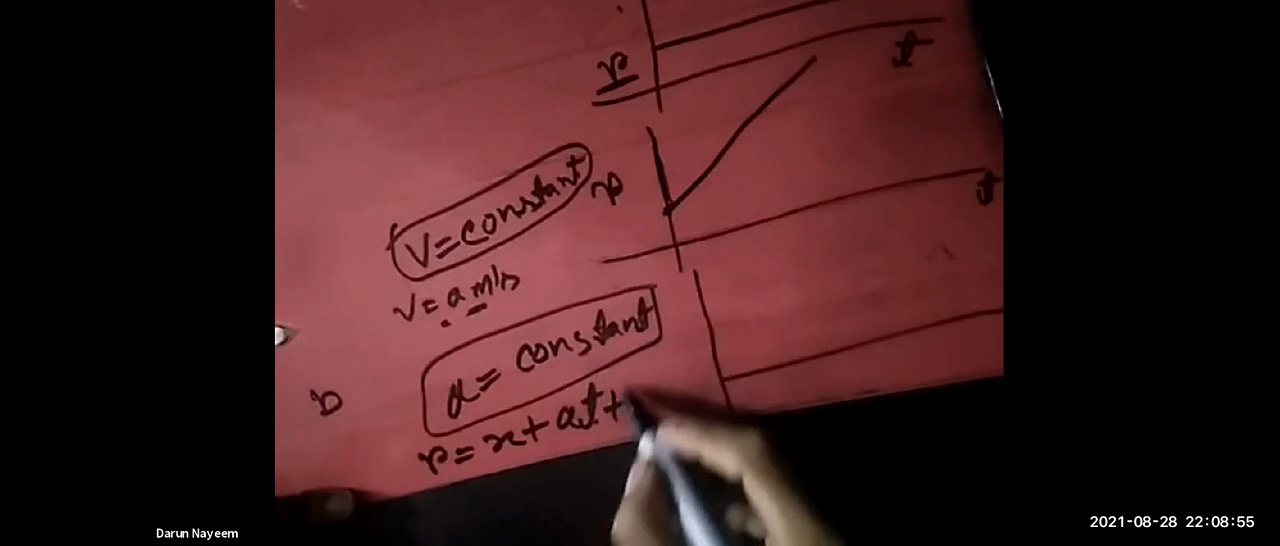 r
t
r
t
V=constant
V= a m/s
a= constant
D
r= x+ at+
Darun Nayeem
2021-08-28 22:08:55